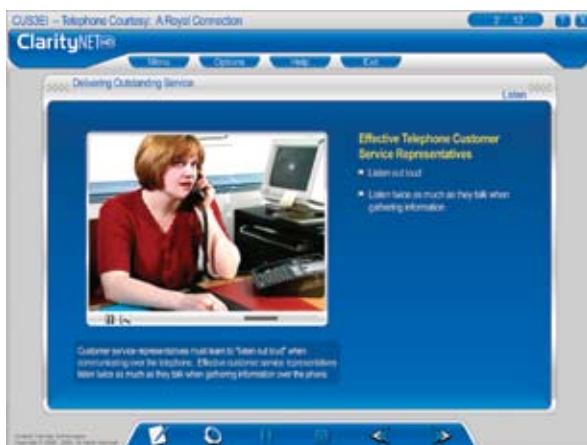 CUS3EI – Telephone Courtesy: A Royal Connection
2 12
ClarityNET
Menu Options Help Exit
Delivering Outstanding Service
Listen
Effective Telephone Customer
Service Representatives
Listen out loud
Listen twice as much as they talk when
gathering information
Customer service representatives must learn to "listen out loud" when
communicating over the telephone. Effective customer service representatives
listen twice as much as they talk when gathering information over the phone.